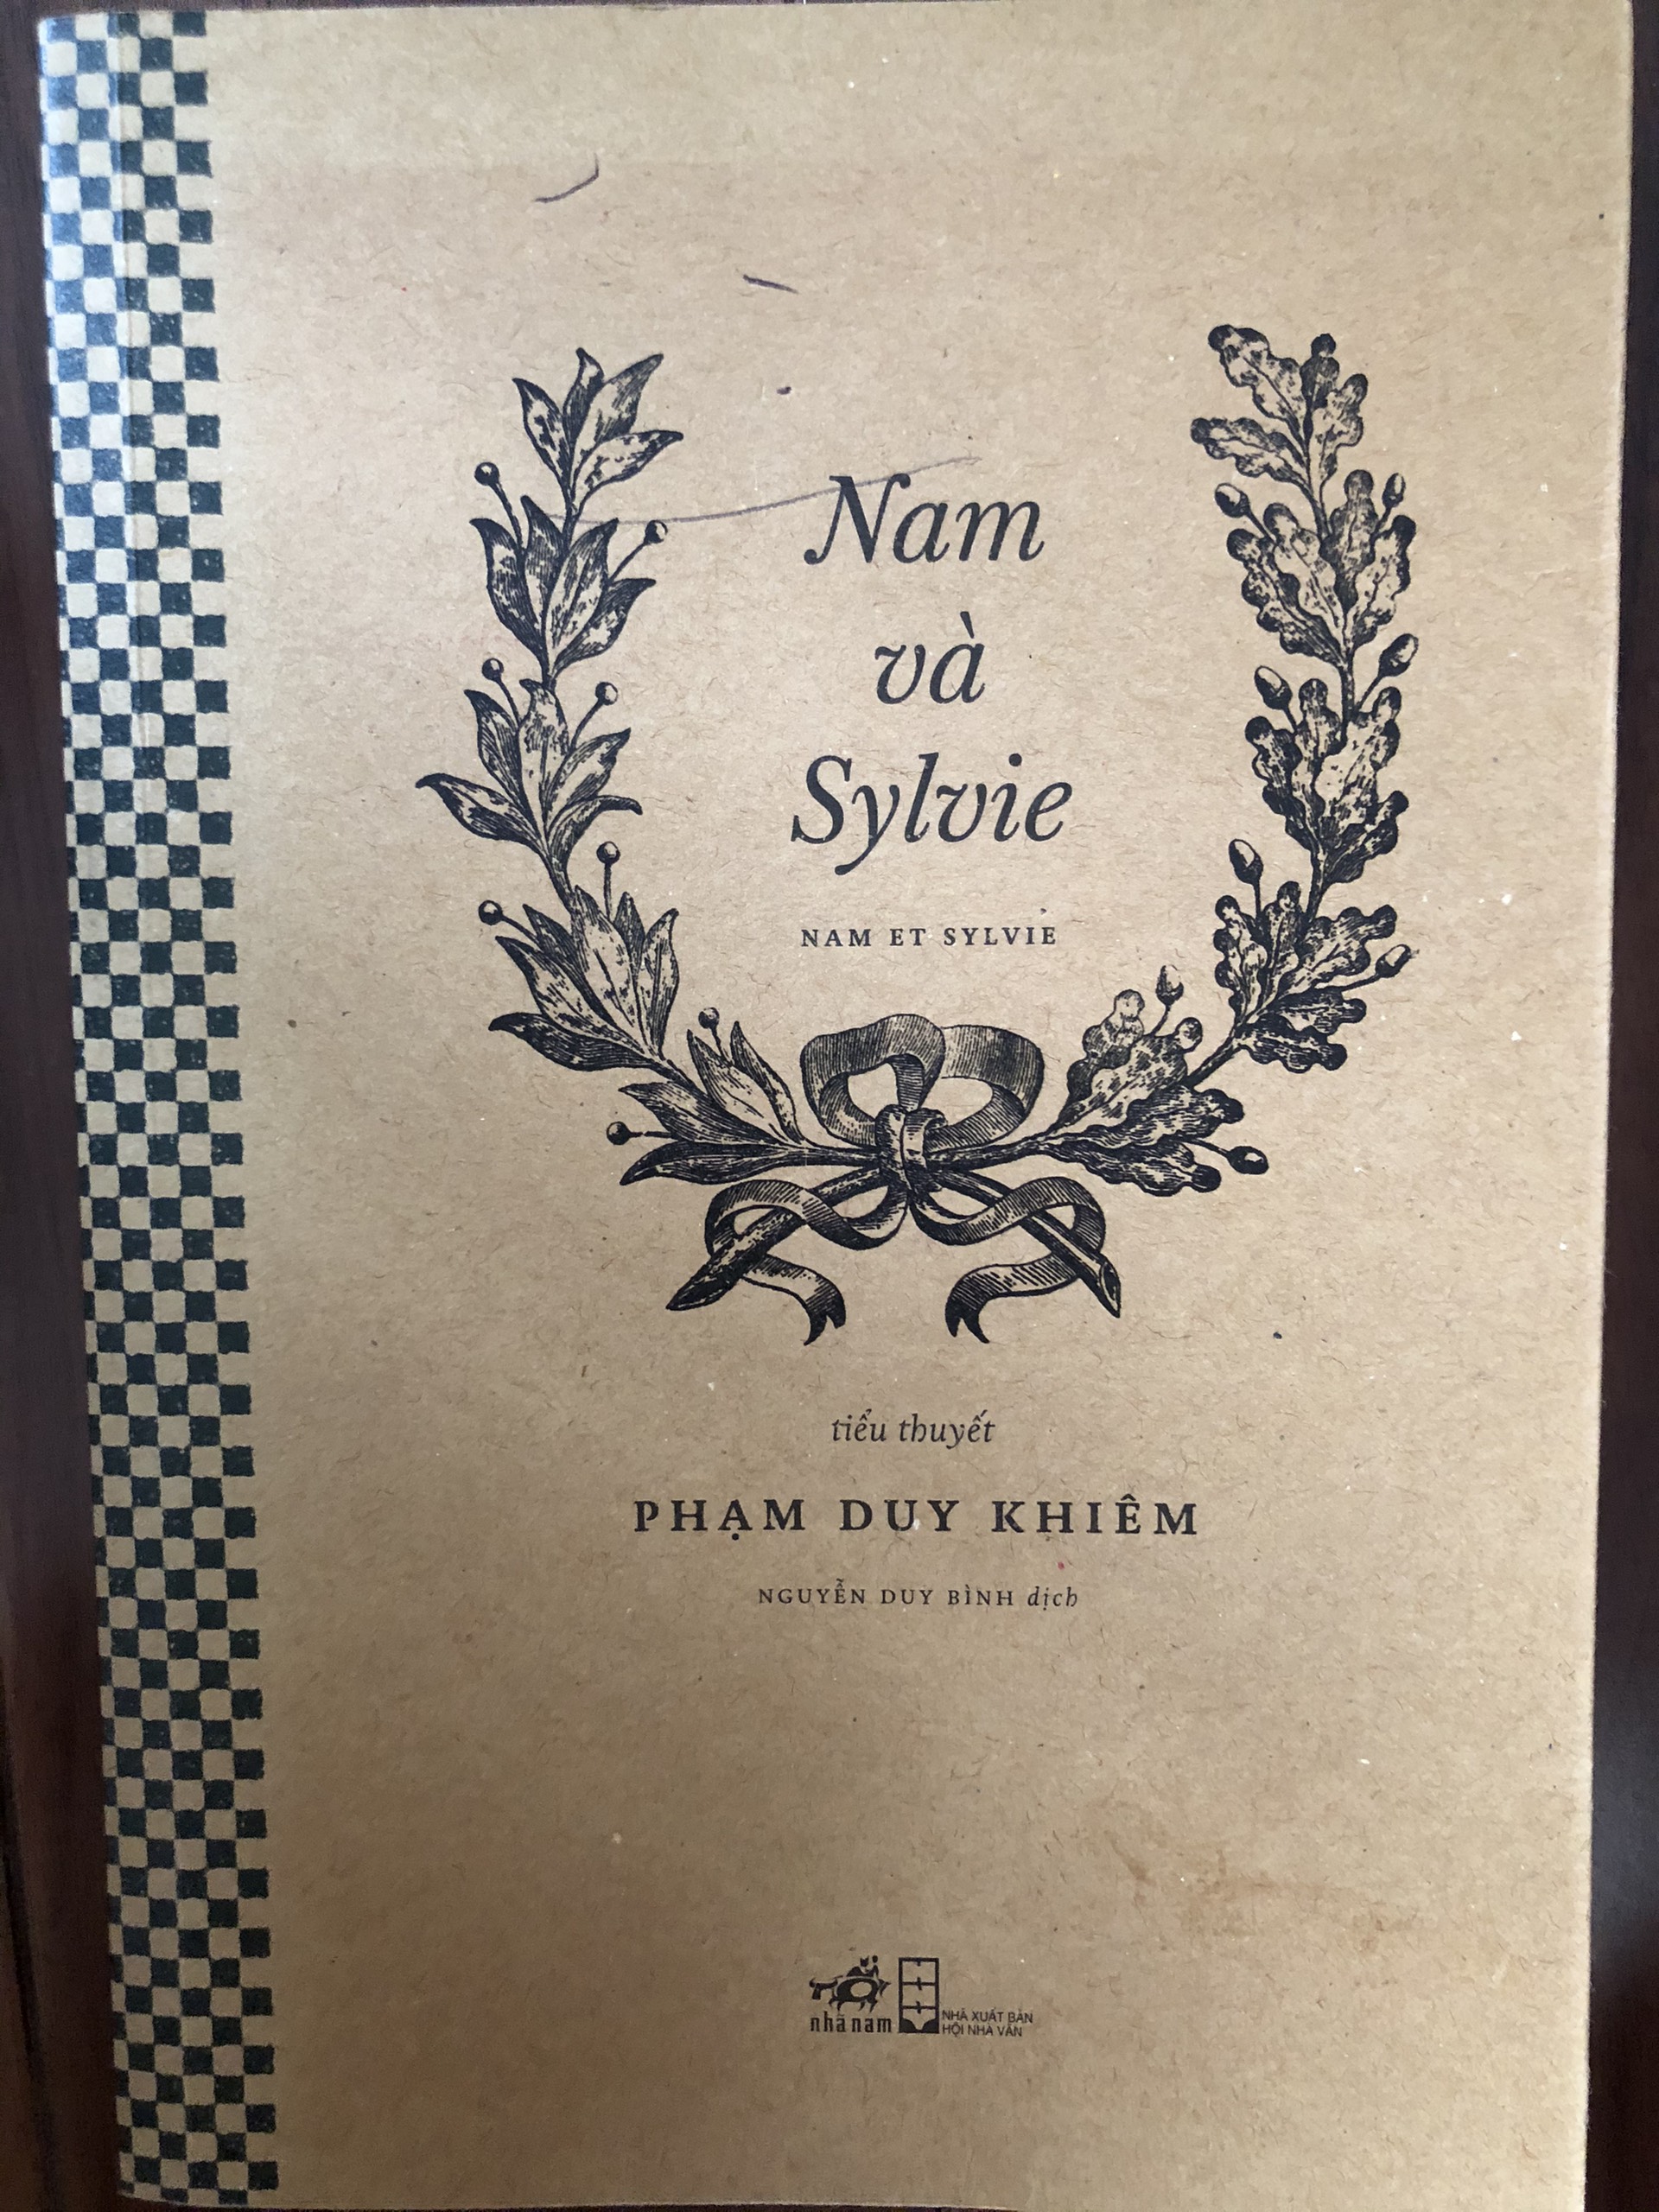 Nam
và
Sylvie
NAM ET SYLVIE
tiểu thuyết
PHẠM DUY KHIÊM
NGUYỄN DUY BÌNH dịch
nhã nam
NHÀ XUẤT BẢN
HỘI NHÀ VĂN